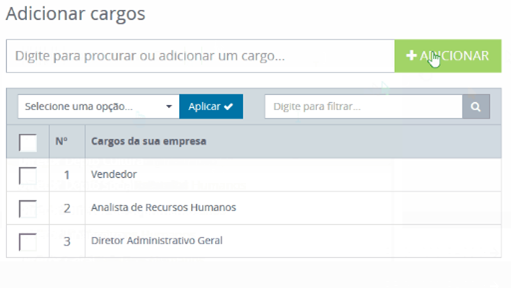 Adicionar cargos
Digite para procurar ou adicionar um cargo...
+ ADICIONAR
Selecione uma opção...
Aplicar ✔
Digite para filtrar...
Nº Cargos da sua empresa
1 Vendedor
2 Analista de Recursos Humanos
3 Diretor Administrativo Geral